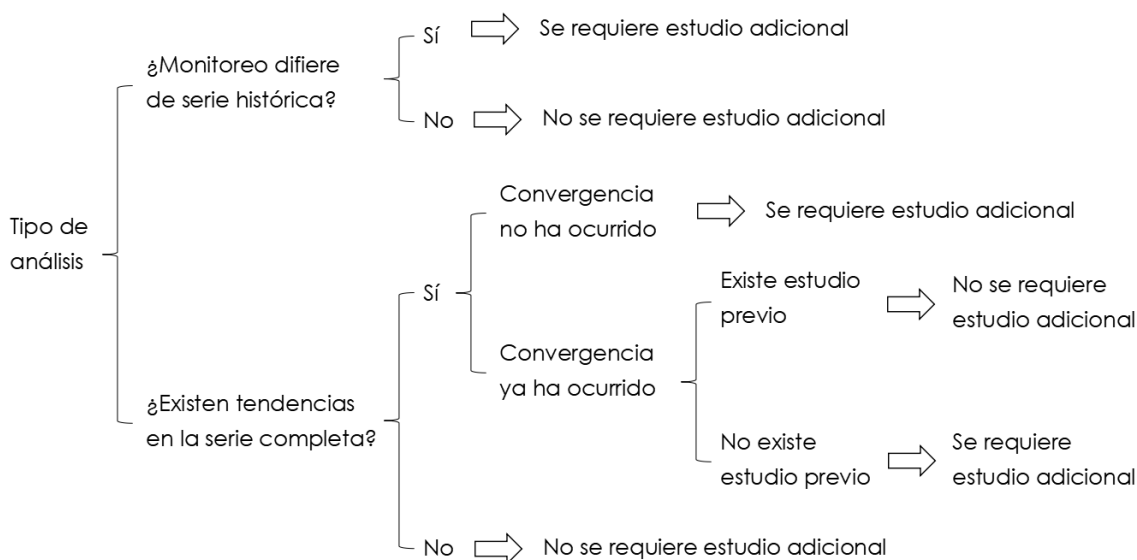 Tipo de
análisis
¿Monitoreo difiere
de serie histórica?
Sí
Se requiere estudio adicional
No
No se requiere estudio adicional
¿Existen tendencias
en la serie completa?
Sí
Convergencia
no ha ocurrido
Se requiere estudio adicional
Convergencia
ya ha ocurrido
Existe estudio
previo
No se requiere
estudio adicional
No existe
estudio previo
Se requiere
estudio adicional
No
No se requiere estudio adicional